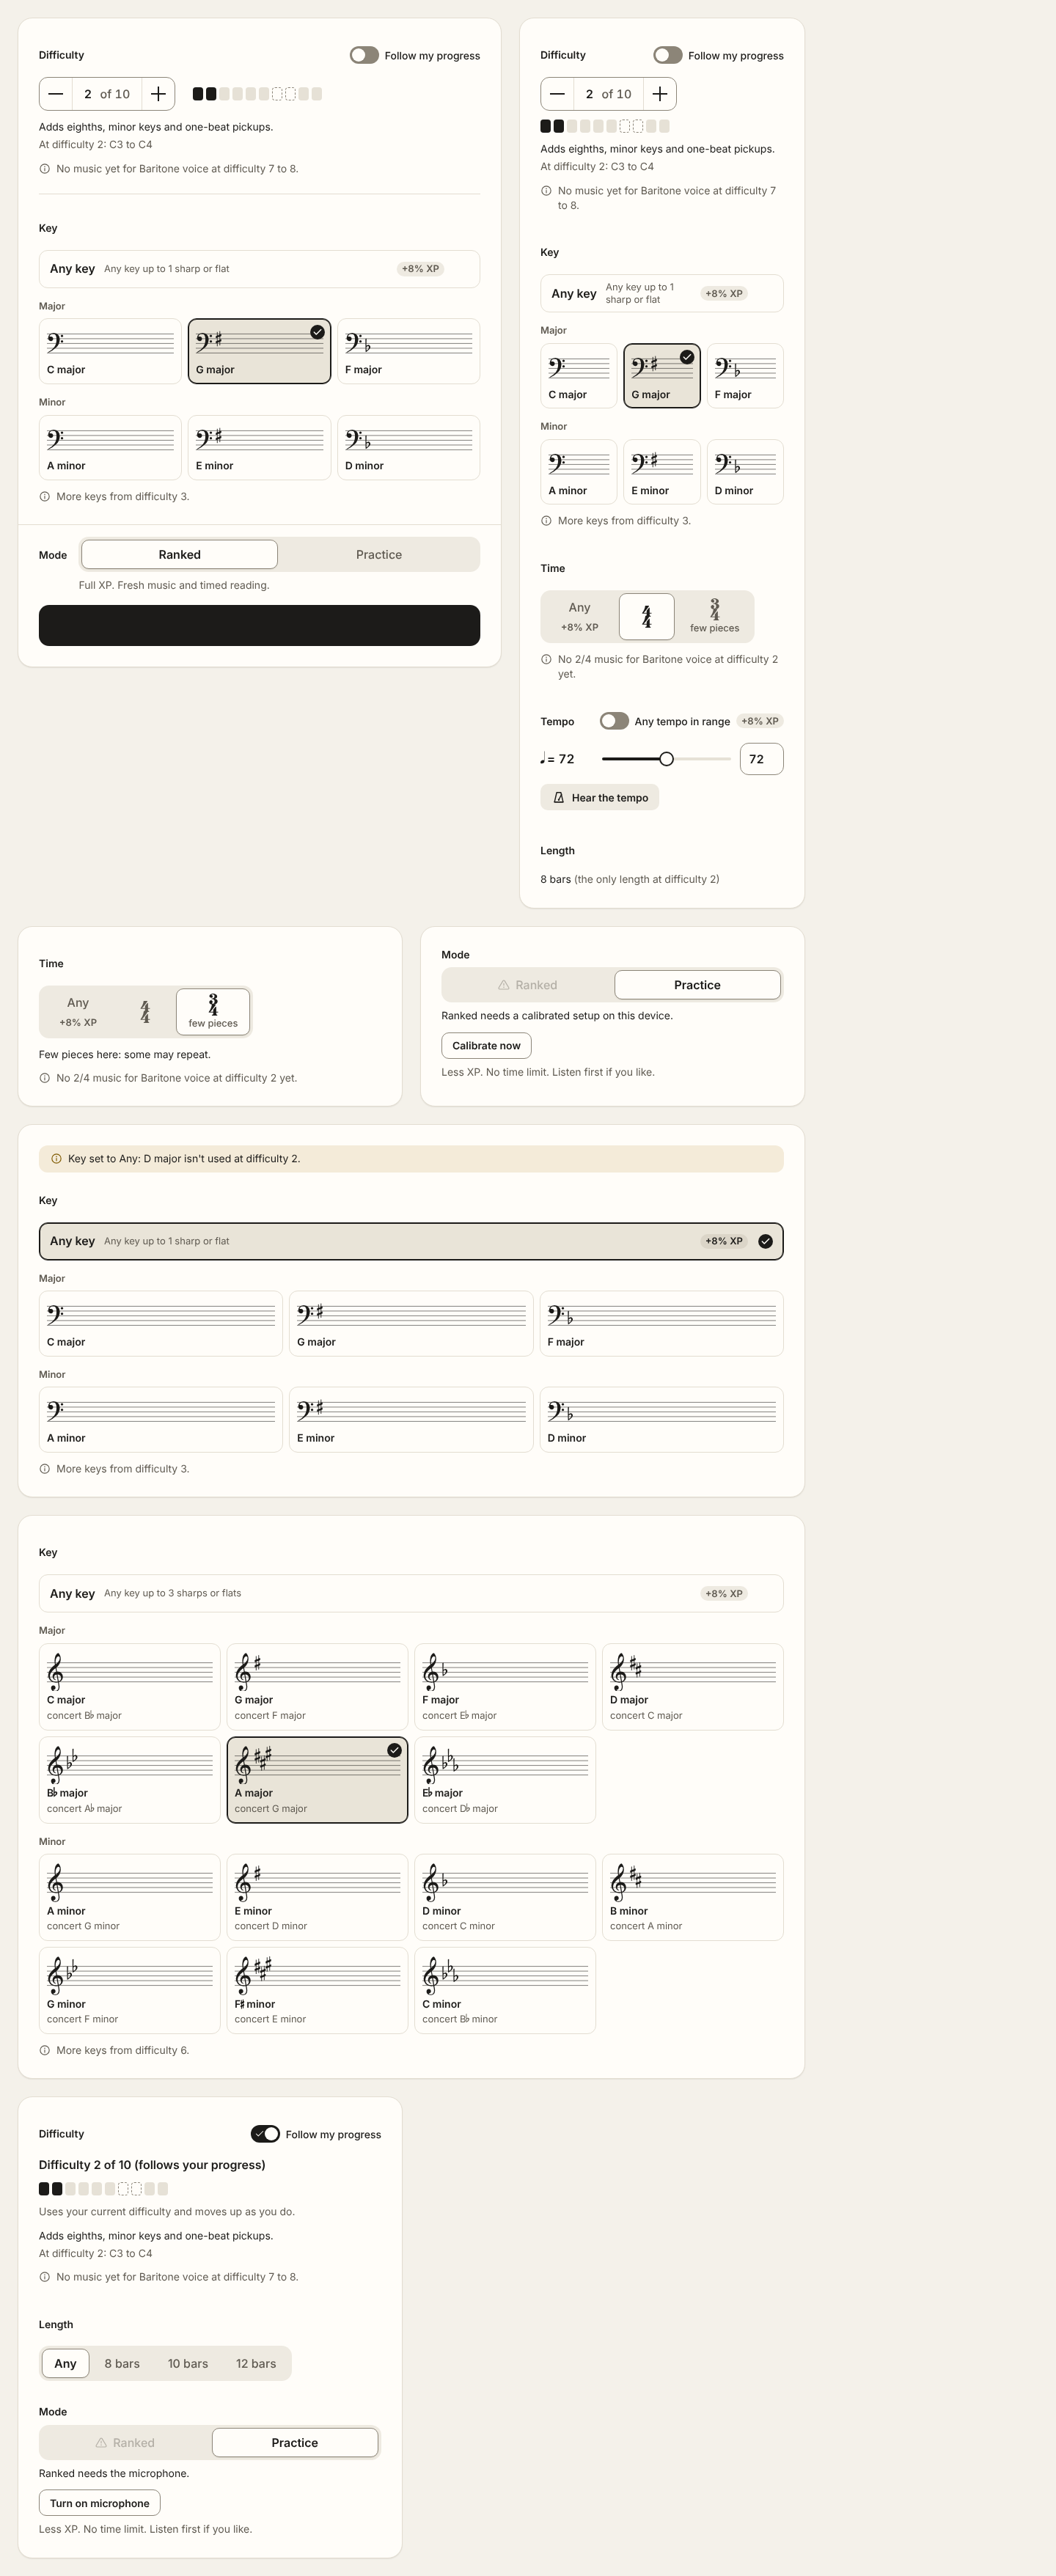 Difficulty
Follow my progress
2 of 10
Adds eighths, minor keys and one-beat pickups.
At difficulty 2: C3 to C4
No music yet for Baritone voice at difficulty 7 to 8.
Key
Any key Any key up to 1 sharp or flat +8% XP
Major
C major
G major
F major
Minor
A minor
E minor
D minor
More keys from difficulty 3.
Mode
Ranked
Practice
Full XP. Fresh music and timed reading.
Difficulty
Follow my progress
2 of 10
Adds eighths, minor keys and one-beat pickups.
At difficulty 2: C3 to C4
No music yet for Baritone voice at difficulty 7
to 8.
Key
Any key
Any key up to 1
sharp or flat
+8% XP
Major
C major
G major
F major
Minor
A minor
E minor
D minor
More keys from difficulty 3.
Time
Any
+8% XP
4
4
3
4
few pieces
No 2/4 music for Baritone voice at difficulty 2
yet.
Tempo
Any tempo in range
+8% XP
= 72
72
Hear the tempo
Length
8 bars (the only length at difficulty 2)
Time
Any
+8% XP
4
4
3
4
few pieces
Few pieces here: some may repeat.
No 2/4 music for Baritone voice at difficulty 2 yet.
Mode
Ranked
Practice
Ranked needs a calibrated setup on this device.
Calibrate now
Less XP. No time limit. Listen first if you like.
Key set to Any: D major isn't used at difficulty 2.
Key
Any key Any key up to 1 sharp or flat +8% XP
Major
C major
G major
F major
Minor
A minor
E minor
D minor
More keys from difficulty 3.
Key
Any key Any key up to 3 sharps or flats +8% XP
Major
C major
concert B♭ major
G major
concert F major
F major
concert E♭ major
D major
concert C major
B♭ major
concert A♭ major
A major
concert G major
E♭ major
concert D♭ major
Minor
A minor
concert G minor
E minor
concert D minor
D minor
concert C minor
B minor
concert A minor
G minor
concert F minor
F♯ minor
concert E minor
C minor
concert B♭ minor
More keys from difficulty 6.
Difficulty
Follow my progress
Difficulty 2 of 10 (follows your progress)
Uses your current difficulty and moves up as you do.
Adds eighths, minor keys and one-beat pickups.
At difficulty 2: C3 to C4
No music yet for Baritone voice at difficulty 7 to 8.
Length
Any
8 bars
10 bars
12 bars
Mode
Ranked
Practice
Ranked needs the microphone.
Turn on microphone
Less XP. No time limit. Listen first if you like.